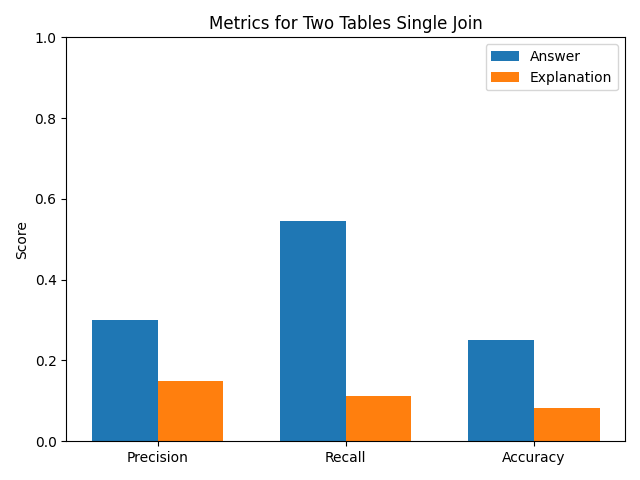 Metrics for Two Tables Single Join
Answer
Explanation
Score
1.0
0.8
0.6
0.4
0.2
0.0
Precision
Recall
Accuracy